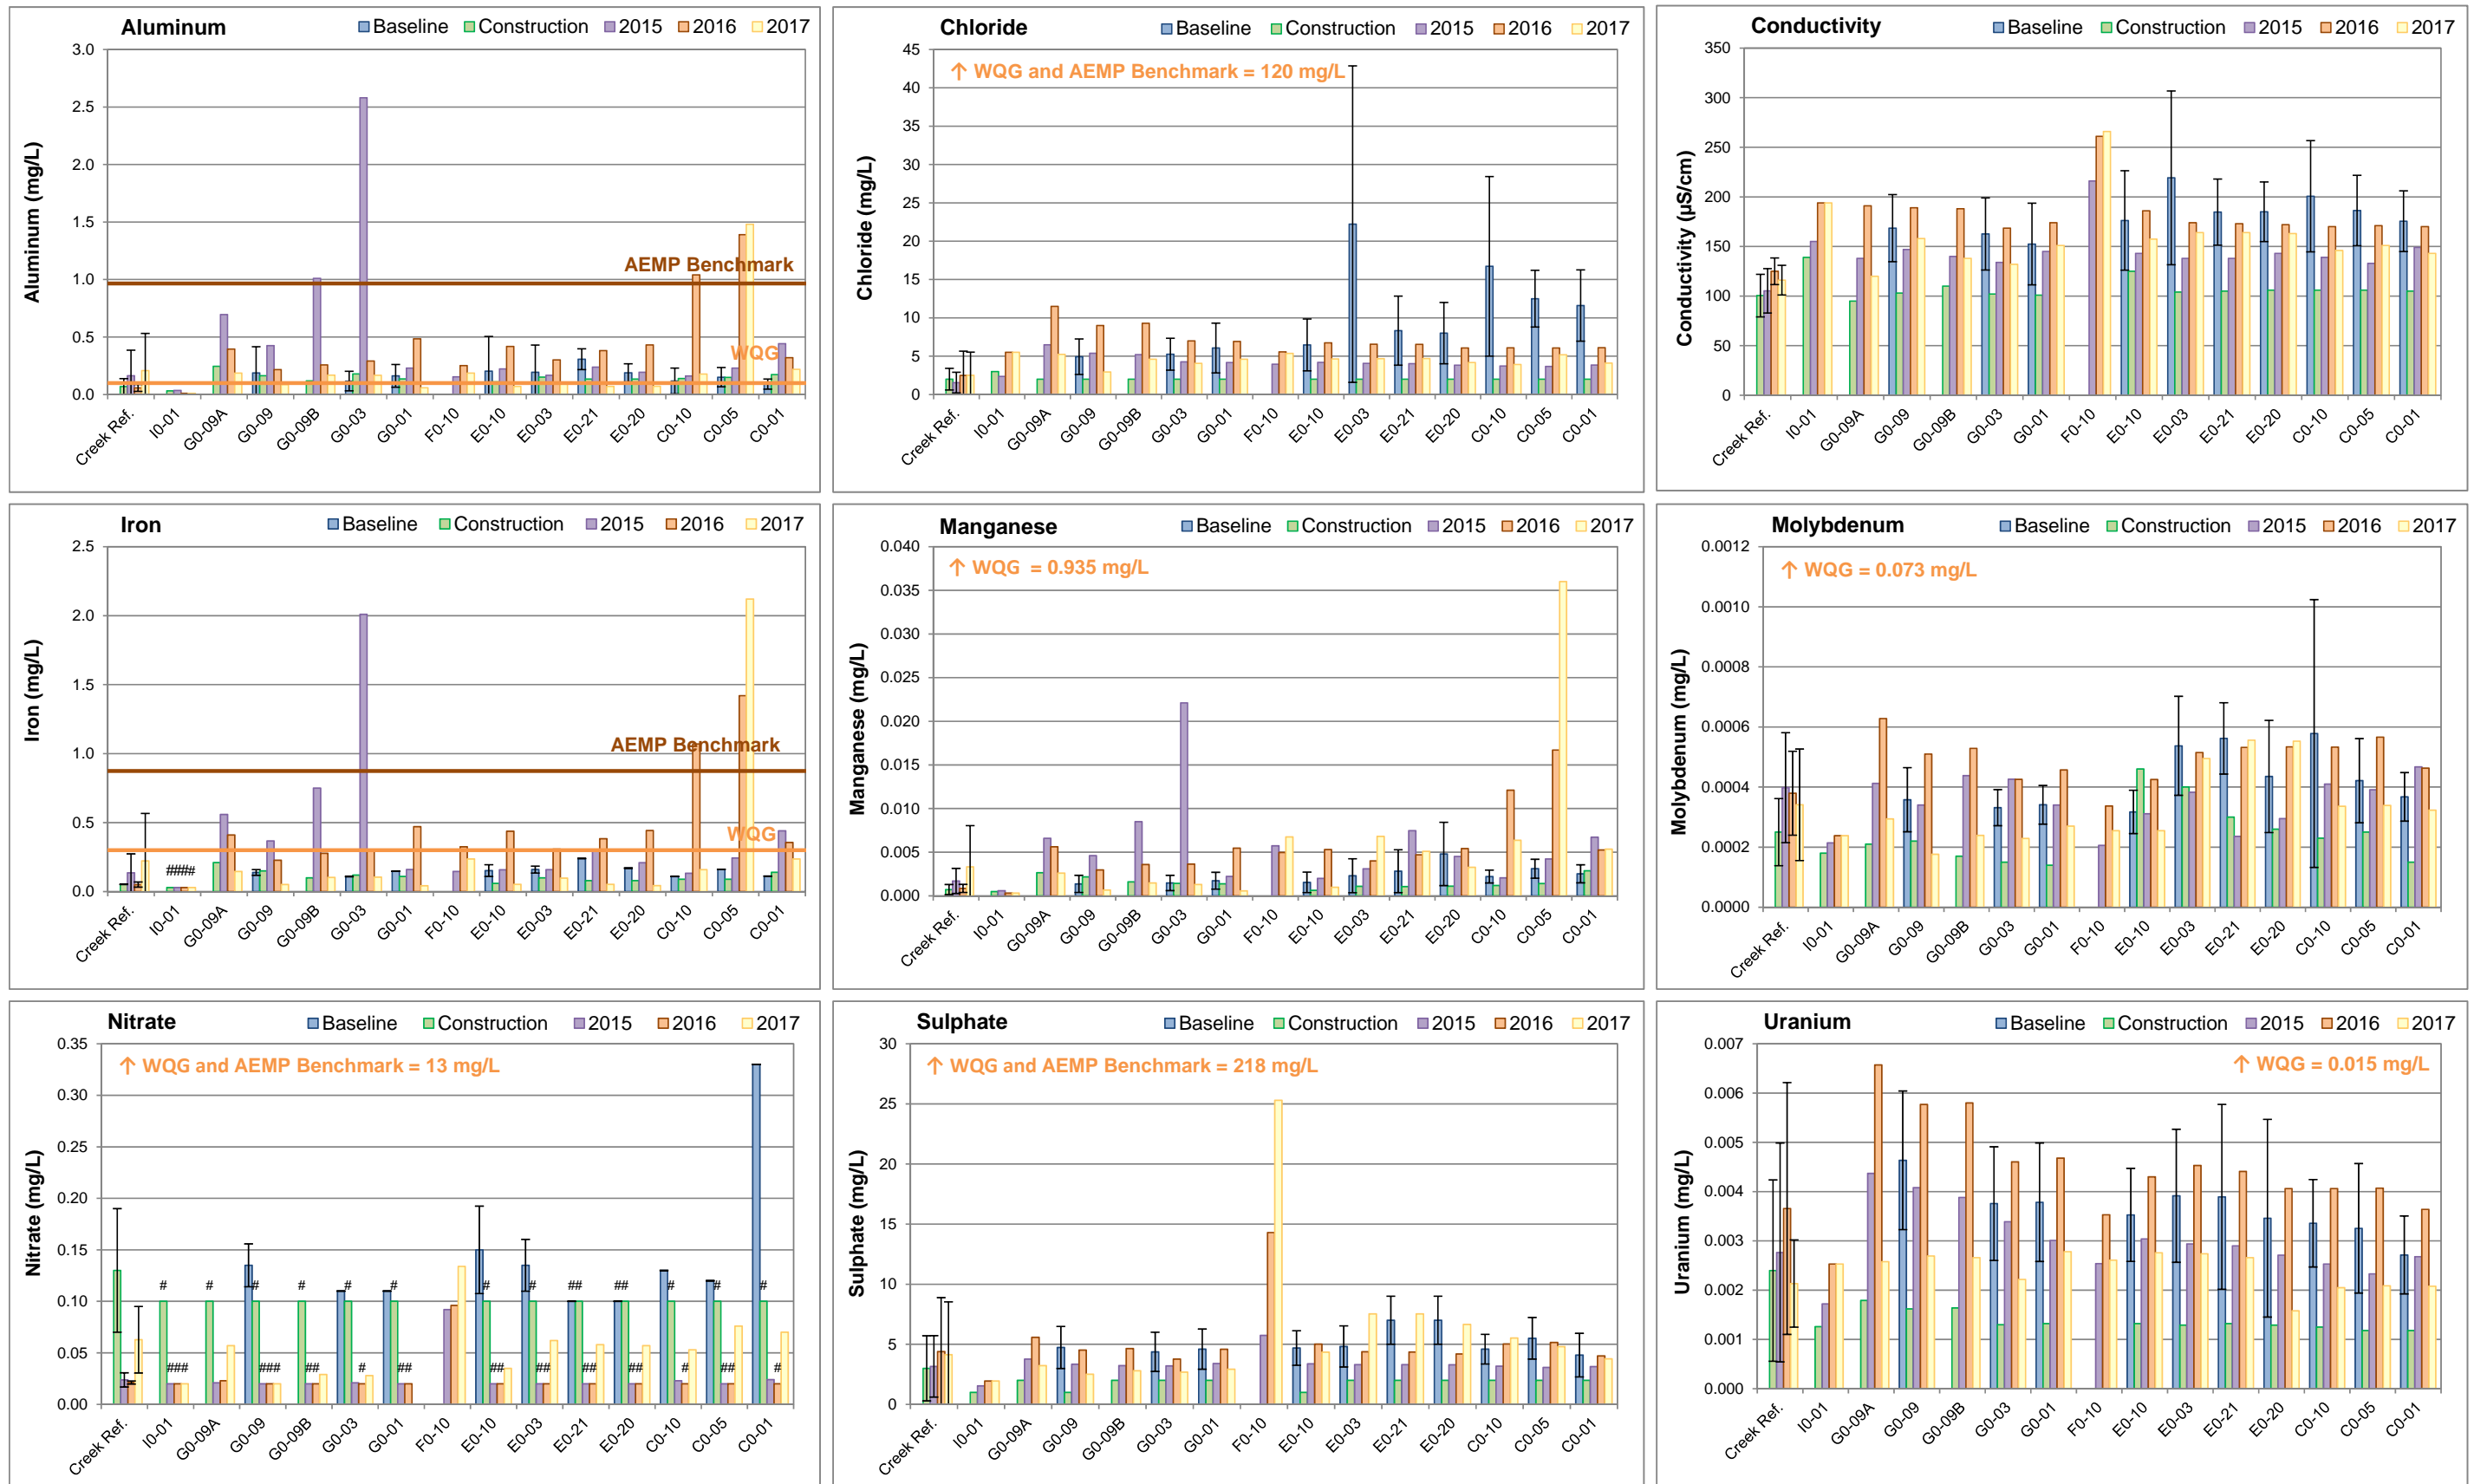 Aluminum
Baseline Construction 2015 2016 2017
3.0
2.5
2.0
1.5
1.0
0.5
0.0
Aluminum (mg/L)
AEMP Benchmark
WQG
Creek Ref. I0-01 G0-09A G0-09 G0-09B G0-03 G0-01 F0-10 E0-10 E0-03 E0-21 E0-20 C0-10 C0-05 C0-01
Chloride
Baseline Construction 2015 2016 2017
↑ WQG and AEMP Benchmark = 120 mg/L
45
40
35
30
25
20
15
10
5
0
Chloride (mg/L)
Creek Ref. I0-01 G0-09A G0-09 G0-09B G0-03 G0-01 F0-10 E0-10 E0-03 E0-21 E0-20 C0-10 C0-05 C0-01
Conductivity
Baseline Construction 2015 2016 2017
350
300
250
200
150
100
50
0
Conductivity (µS/cm)
Creek Ref. I0-01 G0-09A G0-09 G0-09B G0-03 G0-01 F0-10 E0-10 E0-03 E0-21 E0-20 C0-10 C0-05 C0-01
Iron
Baseline Construction 2015 2016 2017
2.5
2.0
1.5
1.0
0.5
0.0
Iron (mg/L)
AEMP Benchmark
WQG
####
Creek Ref. I0-01 G0-09A G0-09 G0-09B G0-03 G0-01 F0-10 E0-10 E0-03 E0-21 E0-20 C0-10 C0-05 C0-01
Manganese
Baseline Construction 2015 2016 2017
↑ WQG = 0.935 mg/L
0.040
0.035
0.030
0.025
0.020
0.015
0.010
0.005
0.000
Manganese (mg/L)
Creek Ref. I0-01 G0-09A G0-09 G0-09B G0-03 G0-01 F0-10 E0-10 E0-03 E0-21 E0-20 C0-10 C0-05 C0-01
Molybdenum
Baseline Construction 2015 2016 2017
↑ WQG = 0.073 mg/L
0.0012
0.0010
0.0008
0.0006
0.0004
0.0002
0.0000
Molybdenum (mg/L)
Creek Ref. I0-01 G0-09A G0-09 G0-09B G0-03 G0-01 F0-10 E0-10 E0-03 E0-21 E0-20 C0-10 C0-05 C0-01
Nitrate
Baseline Construction 2015 2016 2017
↑ WQG and AEMP Benchmark = 13 mg/L
0.35
0.30
0.25
0.20
0.15
0.10
0.05
0.00
Nitrate (mg/L)
# # # # # # # # ## ## # # #
### ### ## # ## ## ## ## ## # ## #
Creek Ref. I0-01 G0-09A G0-09 G0-09B G0-03 G0-01 F0-10 E0-10 E0-03 E0-21 E0-20 C0-10 C0-05 C0-01
Sulphate
Baseline Construction 2015 2016 2017
↑ WQG and AEMP Benchmark = 218 mg/L
30
25
20
15
10
5
0
Sulphate (mg/L)
Creek Ref. I0-01 G0-09A G0-09 G0-09B G0-03 G0-01 F0-10 E0-10 E0-03 E0-21 E0-20 C0-10 C0-05 C0-01
Uranium
Baseline Construction 2015 2016 2017
↑ WQG = 0.015 mg/L
0.007
0.006
0.005
0.004
0.003
0.002
0.001
0.000
Uranium (mg/L)
Creek Ref. I0-01 G0-09A G0-09 G0-09B G0-03 G0-01 F0-10 E0-10 E0-03 E0-21 E0-20 C0-10 C0-05 C0-01